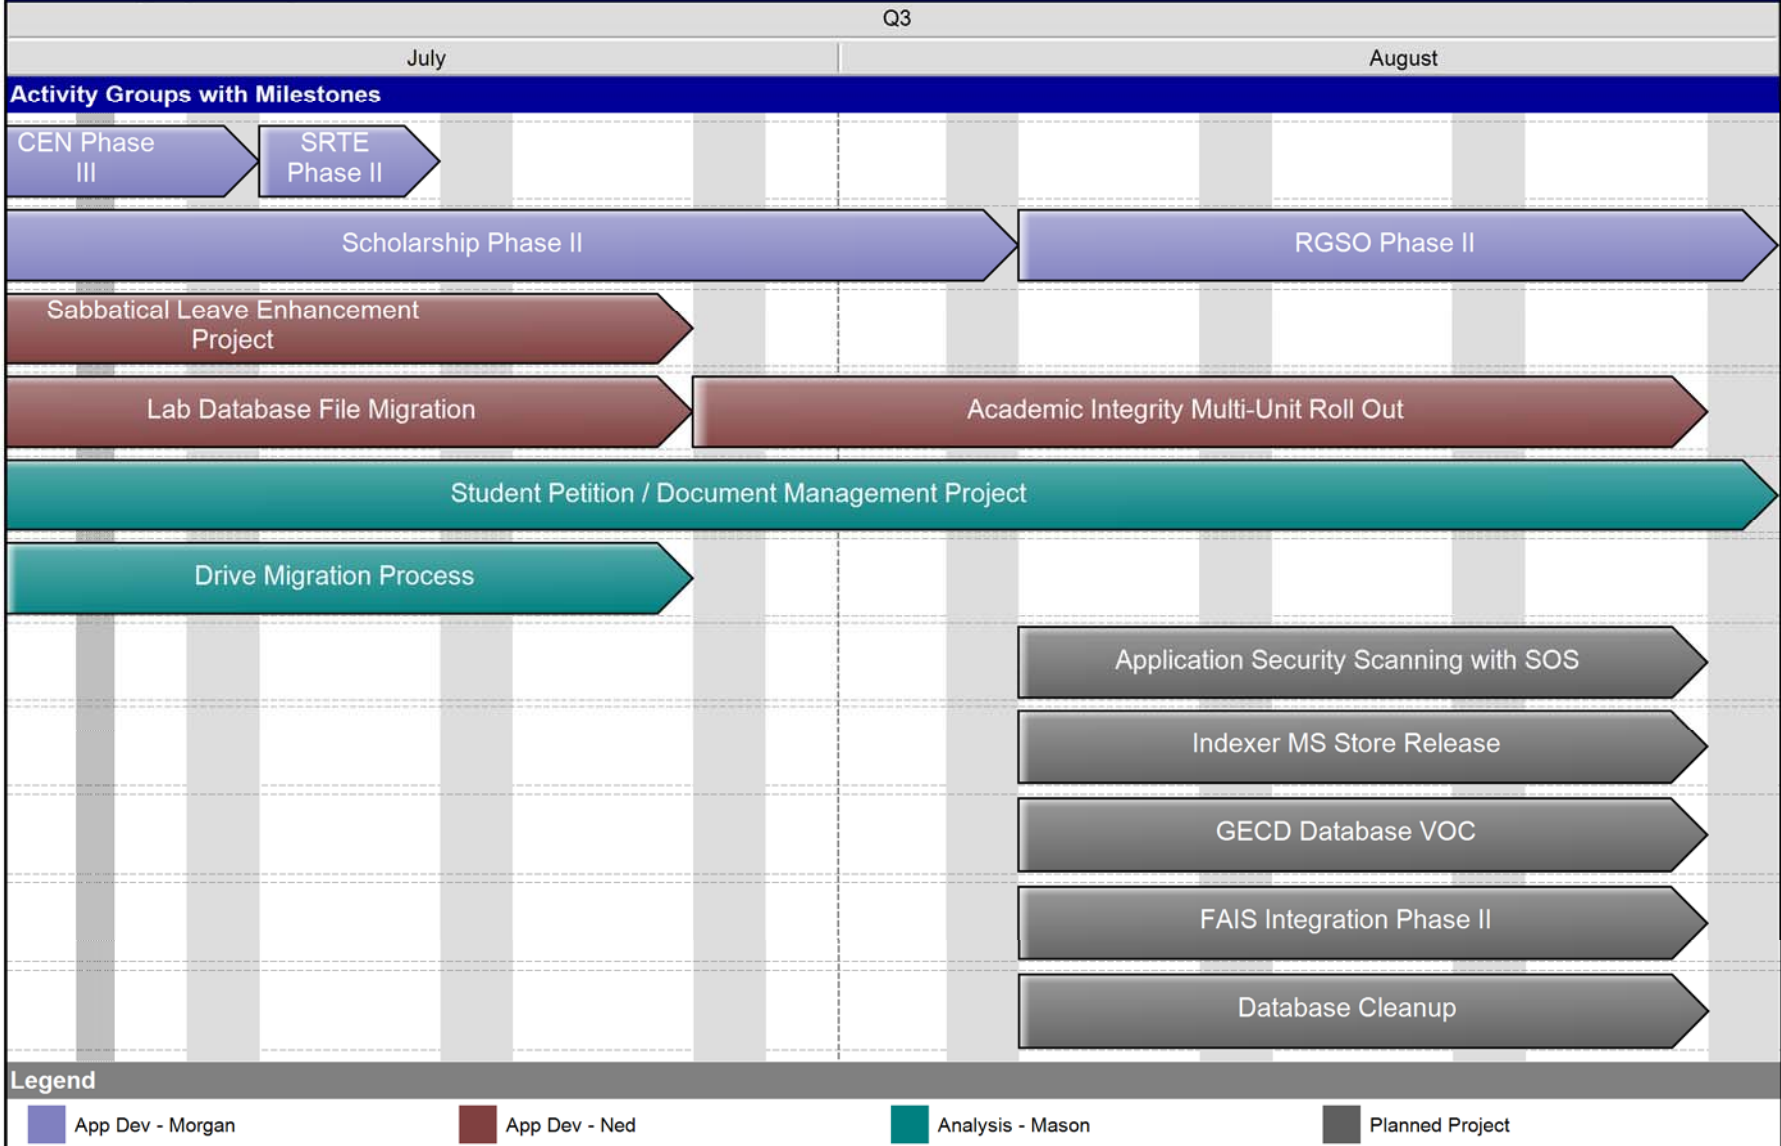 Q3
July
August
Activity Groups with Milestones
CEN Phase
III
SRTE
Phase II
Scholarship Phase II
RGSO Phase II
Sabbatical Leave Enhancement
Project
Lab Database File Migration
Academic Integrity Multi-Unit Roll Out
Student Petition / Document Management Project
Drive Migration Process
Application Security Scanning with SOS
Indexer MS Store Release
GECD Database VOC
FAIS Integration Phase II
Database Cleanup
Legend
App Dev - Morgan
App Dev - Ned
Analysis - Mason
Planned Project